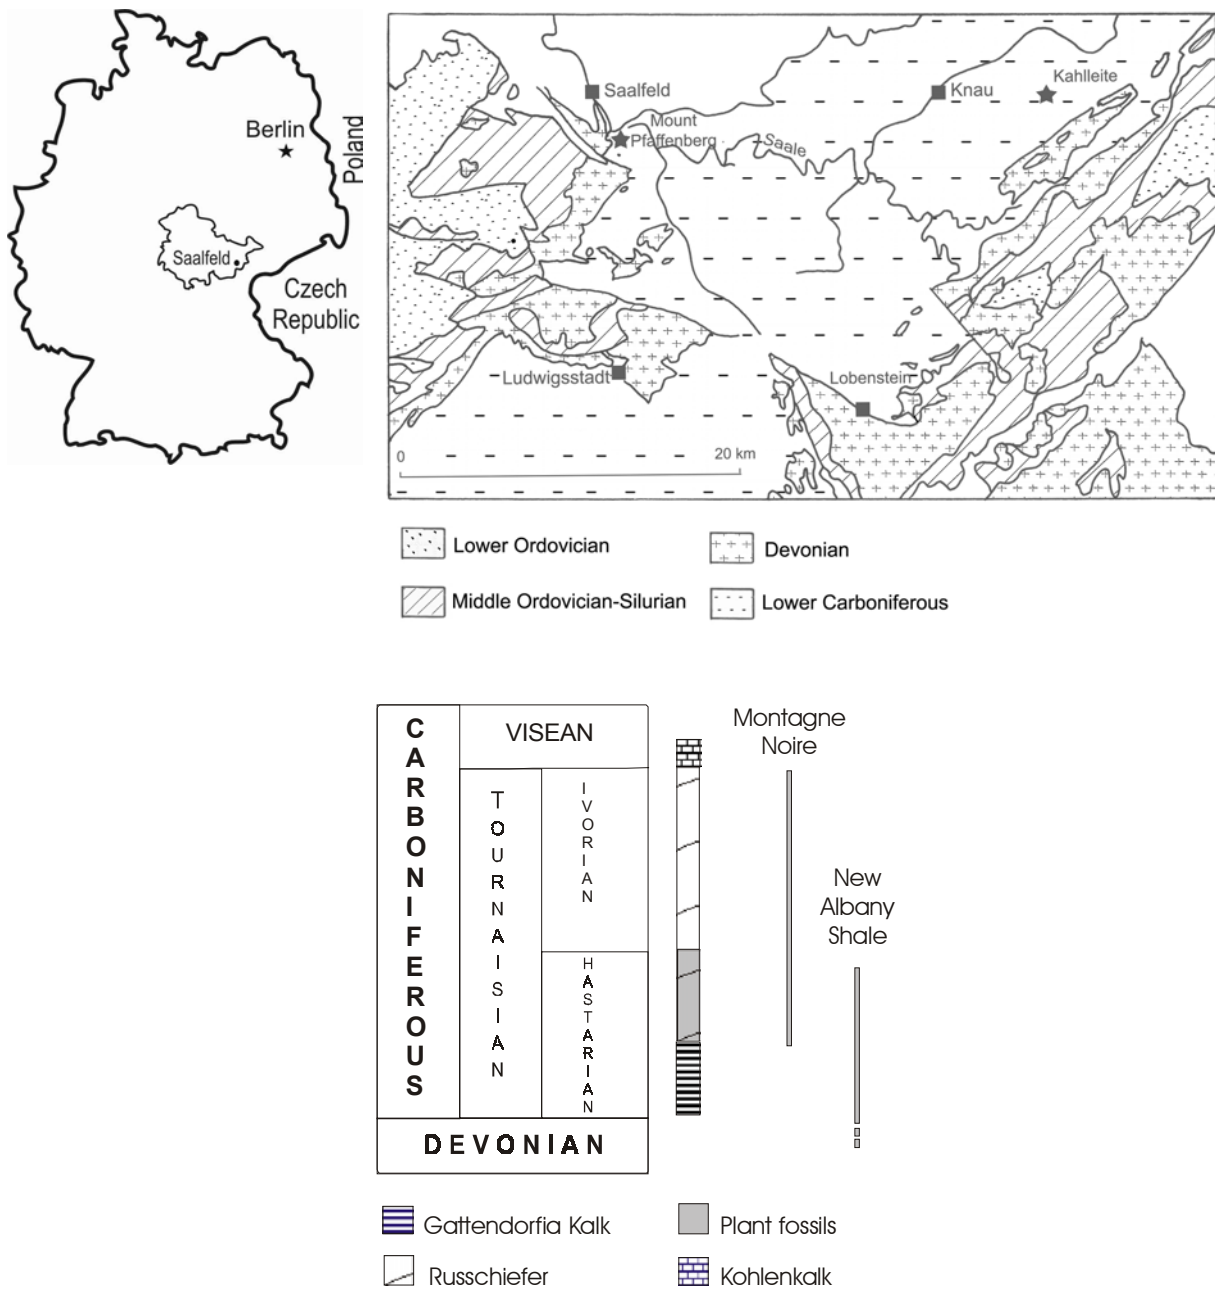 Berlin
Poland
Saalfeld
Czech
Republic
Saalfeld
Knau
Kahlleite
Mount
Pfaffenberg
Saale
Ludwigsstadt
Lobenstein
0
20 km
Lower Ordovician
Devonian
Middle Ordovician-Silurian
Lower Carboniferous
CARBONIFEROUS
VISEAN
TOURNAISIAN
IVORIAN
HASTARIAN
DEVONIAN
Montagne
Noire
New
Albany
Shale
Gattendorfia Kalk
Plant fossils
Russchiefer
Kohlenkalk